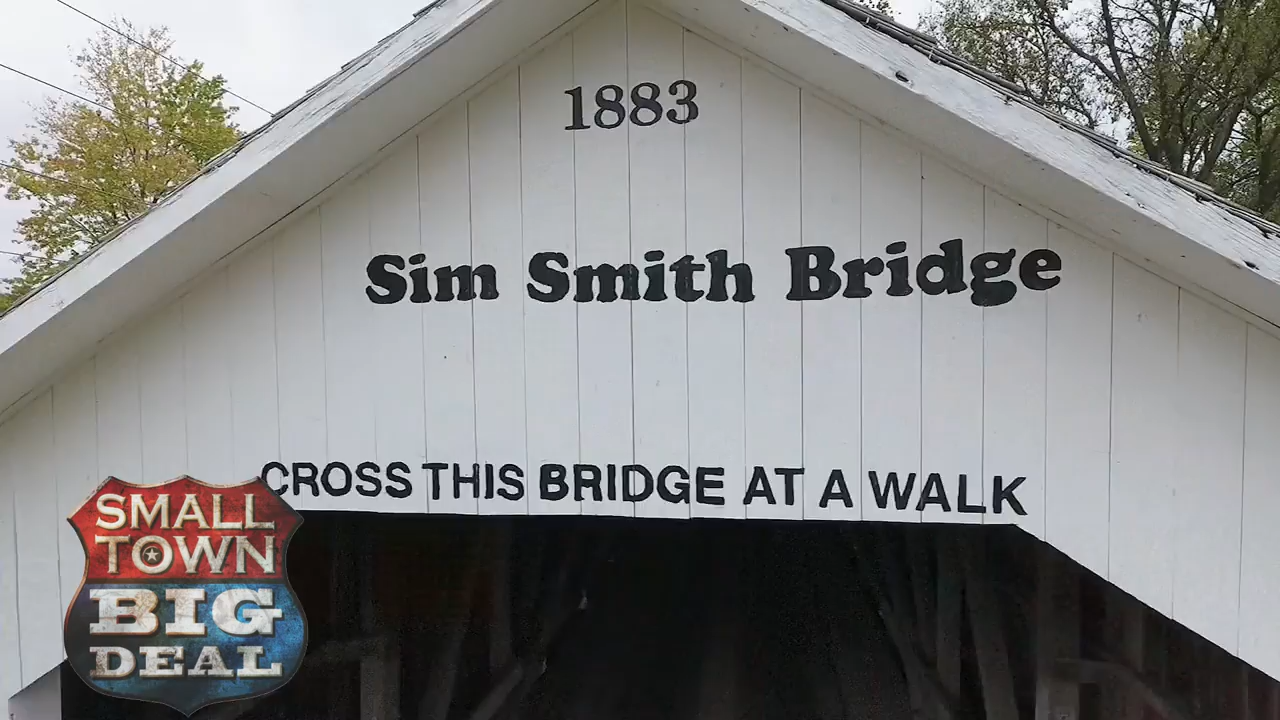 1883
Sim Smith Bridge
CROSS THIS BRIDGE AT A WALK
SMALL
TOWN
BIG
DEAL